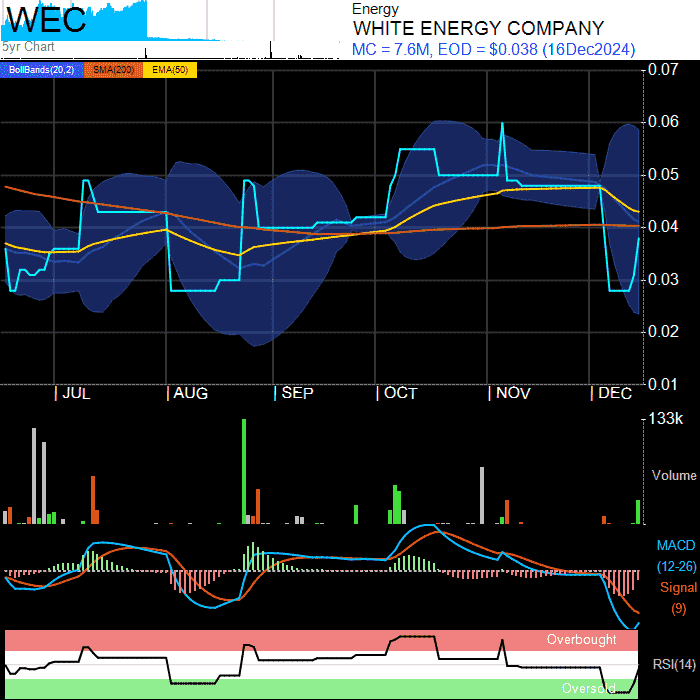 WEC
5yr Chart
Energy
WHITE ENERGY COMPANY
MC = 7.6M, EOD = $0.038 (16Dec2024)
BollBands(20,2) SMA(200) EMA(50)
0.07
0.06
0.05
0.04
0.03
0.02
0.01
JUL AUG SEP OCT NOV DEC
133k
Volume
MACD
(12-26)
Signal
(9)
Overbought
RSI(14)
Oversold